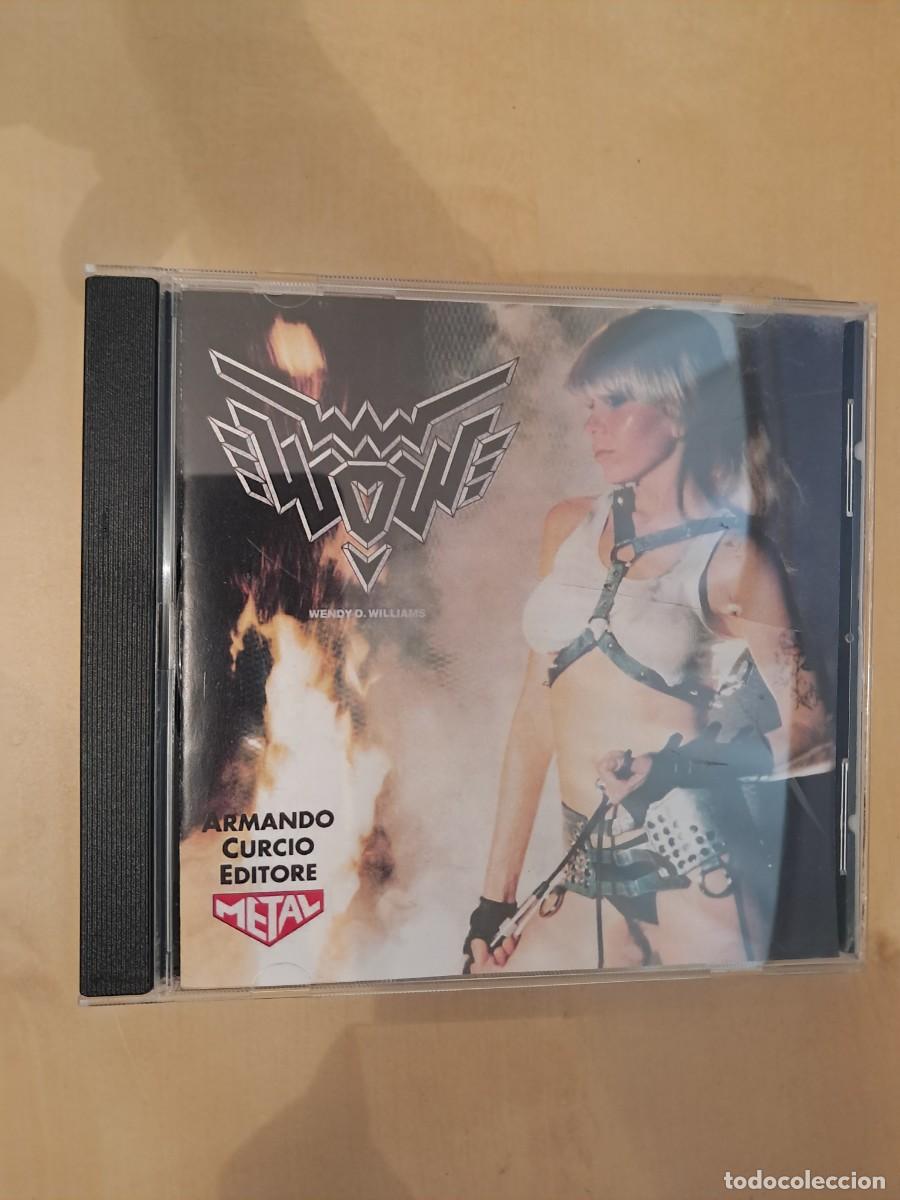 WOW
WENDY O. WILLIAMS
ARMANDO
CURCIO
EDITORE
METAL
todocoleccion